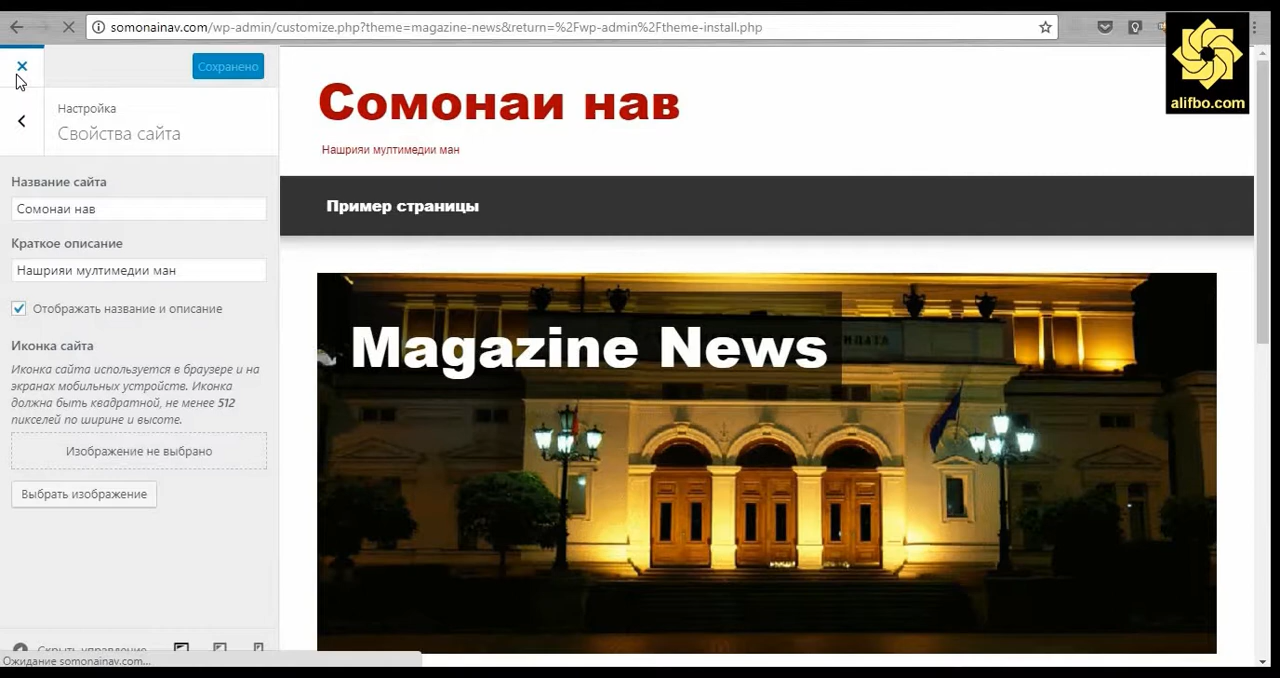 somonainav.com/wp-admin/customize.php?theme=magazine-news&return=%2Fwp-admin%2Ftheme-install.php
alifbo.com
Сохранено
Настройка
Свойства сайта
Название сайта
Сомонаи нав
Краткое описание
Нашрияи мултимедии ман
Отображать название и описание
Иконка сайта
Иконка сайта используется в браузере и на
экранах мобильных устройств. Иконка
должна быть квадратной, не менее 512
пикселей по ширине и высоте.
Изображение не выбрано
Выбрать изображение
Скрыть управление
Ожидание somonainav.com...
Сомонаи нав
Нашрияи мултимедии ман
Пример страницы
Magazine News